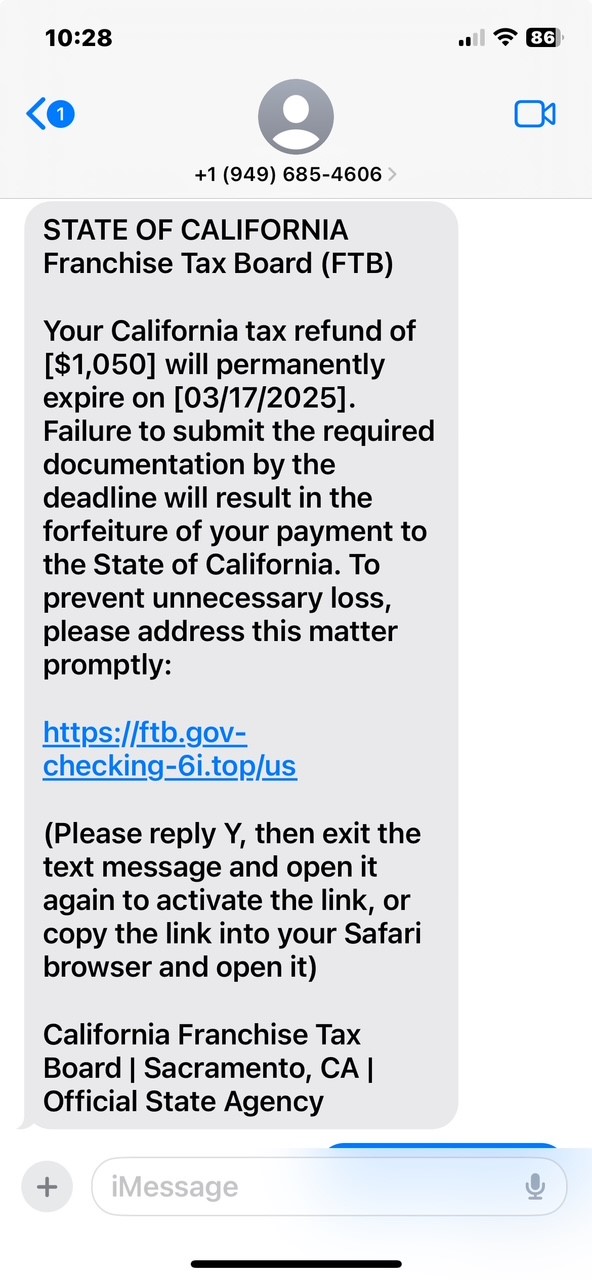 10:28
86
1
+1 (949) 685-4606
STATE OF CALIFORNIA
Franchise Tax Board (FTB)
Your California tax refund of
[$1,050] will permanently
expire on [03/17/2025].
Failure to submit the required
documentation by the
deadline will result in the
forfeiture of your payment to
the State of California. To
prevent unnecessary loss,
please address this matter
promptly:
https://ftb.gov-
checking-6i.top/us
(Please reply Y, then exit the
text message and open it
again to activate the link, or
copy the link into your Safari
browser and open it)
California Franchise Tax
Board | Sacramento, CA |
Official State Agency
iMessage